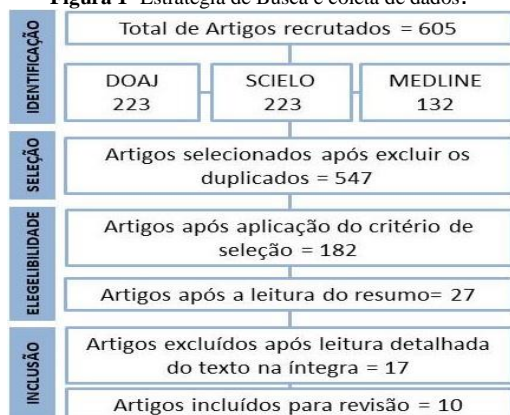 Figura 1- Estratégia de Busca e coleta de dados.
IDENTIFICAÇÃO
Total de Artigos recrutados = 605
DOAJ
223
SCIELO
223
MEDLINE
132
SELEÇÃO
Artigos selecionados após excluir os
duplicados = 547
ELEGELIBILIDADE
Artigos após aplicação do critério de
seleção = 182
Artigos após a leitura do resumo= 27
INCLUSÃO
Artigos excluídos após leitura detalhada
do texto na íntegra = 17
Artigos incluídos para revisão = 10